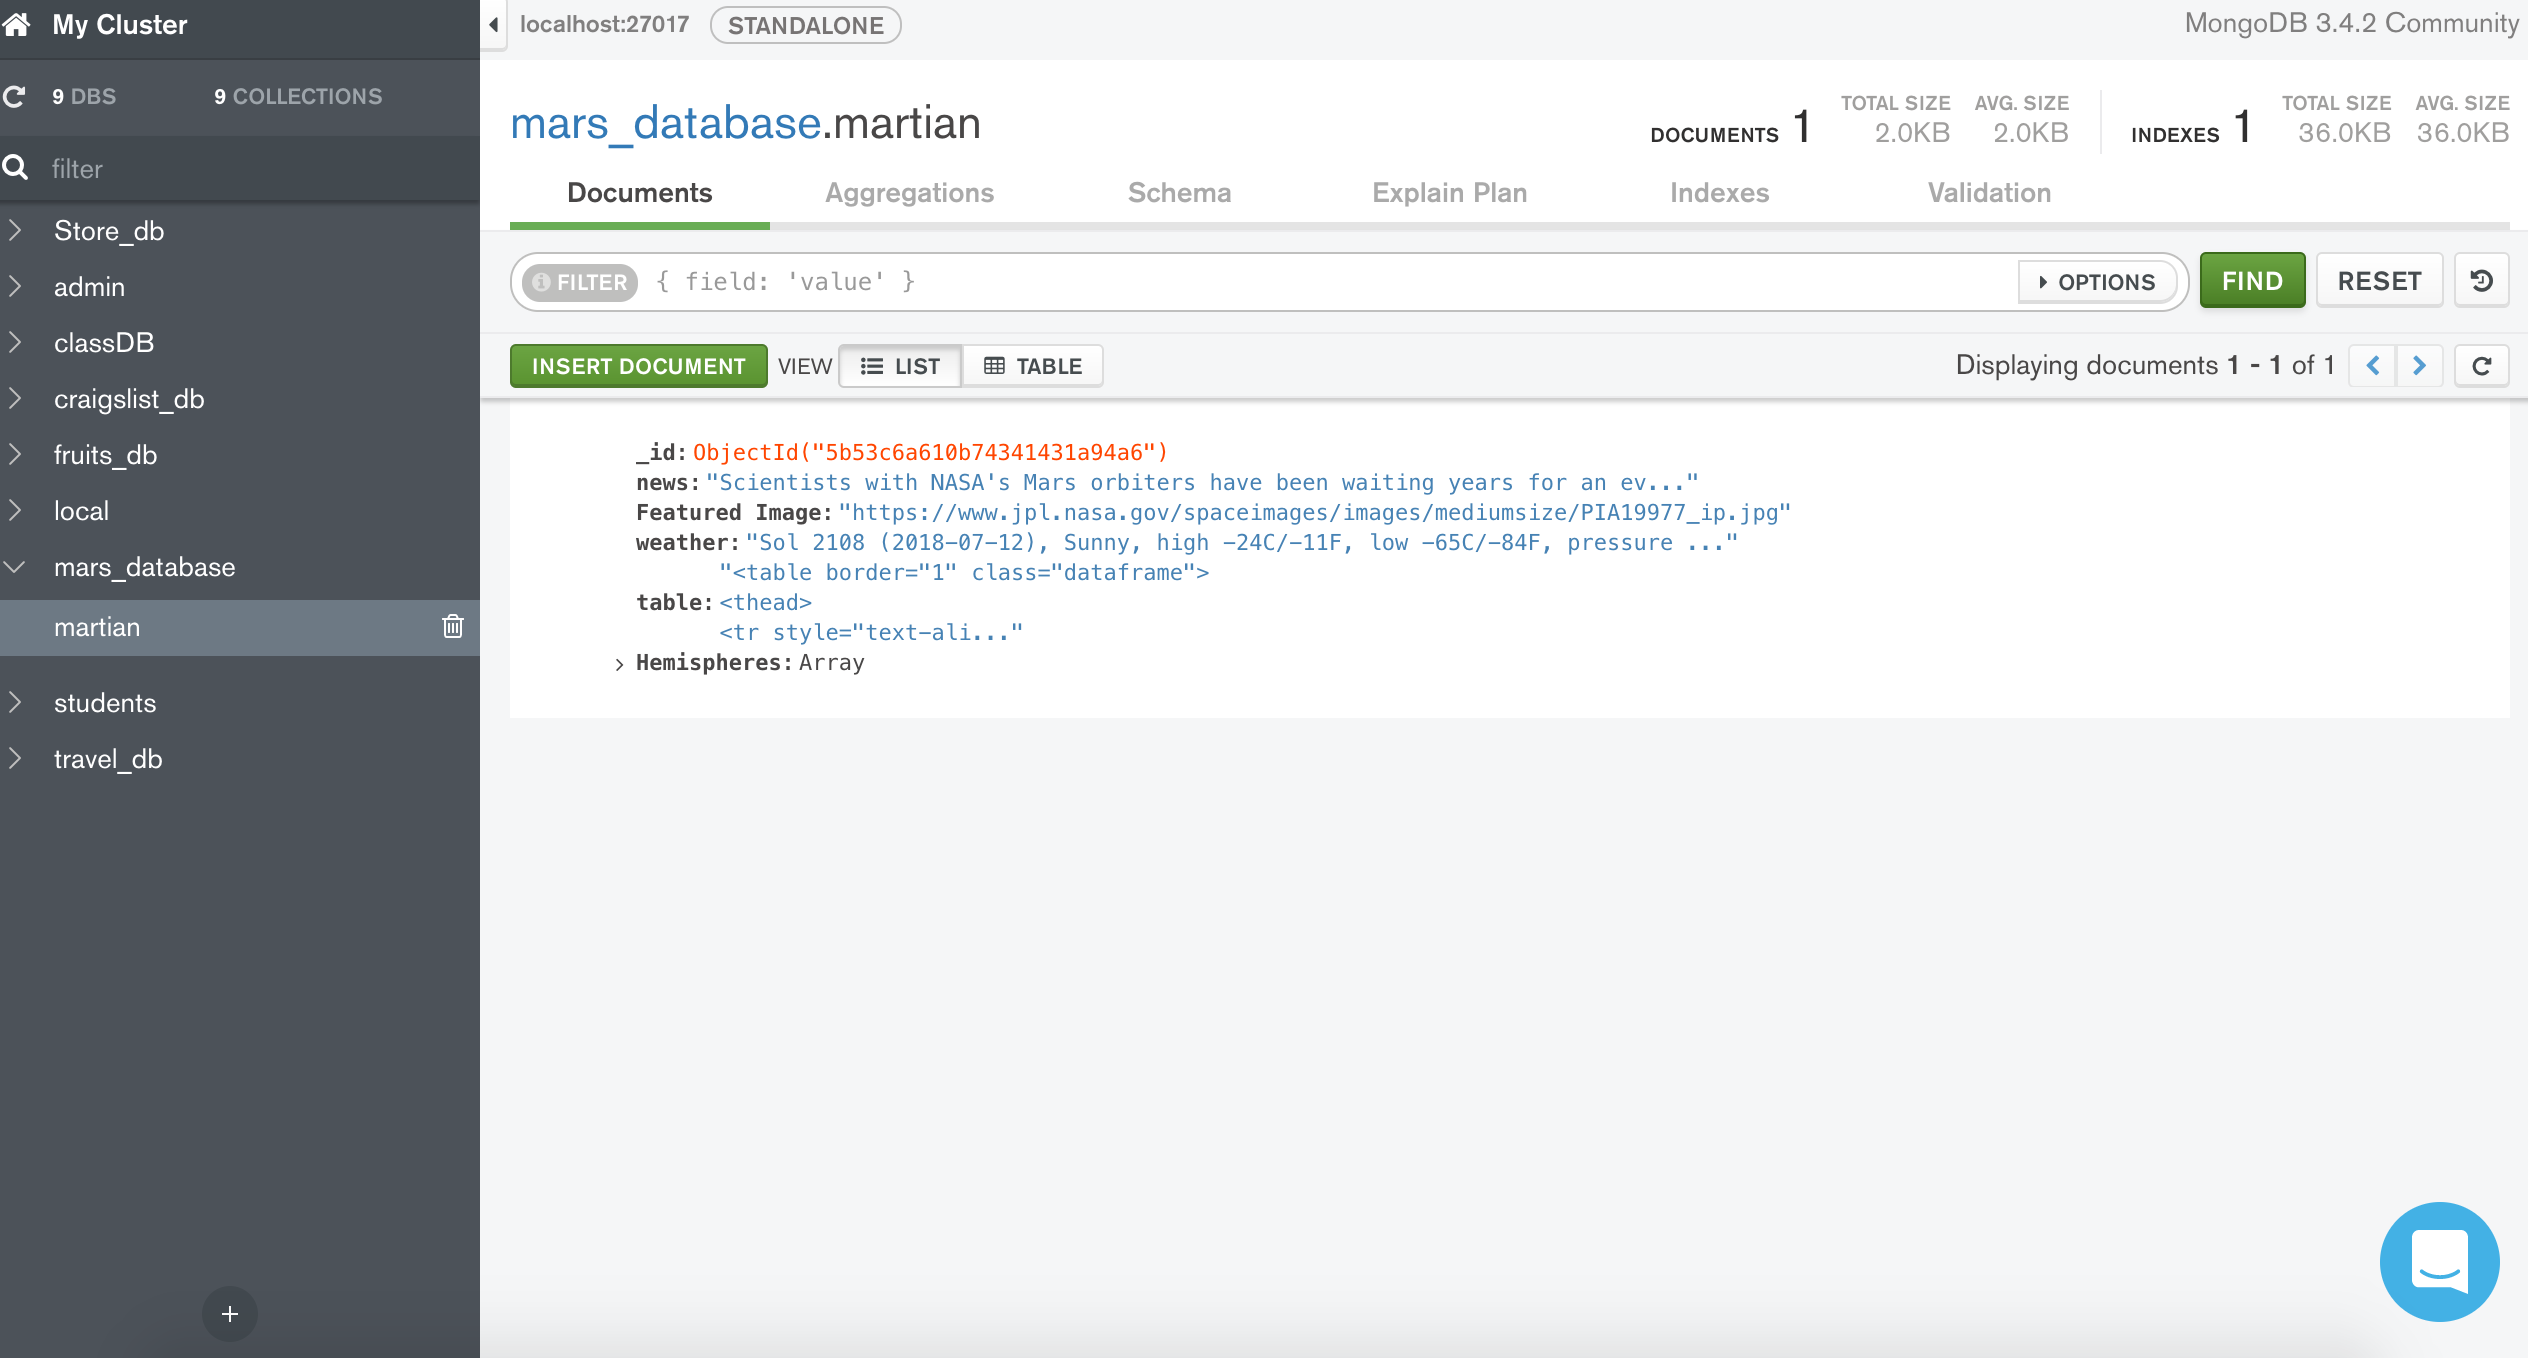 My Cluster
9 DBS 9 COLLECTIONS
filter
Store_db
admin
classDB
craigslist_db
fruits_db
local
mars_database
martian
students
travel_db
+
localhost:27017 STANDALONE MongoDB 3.4.2 Community
mars_database.martian
DOCUMENTS 1 TOTAL SIZE 2.0KB AVG. SIZE 2.0KB INDEXES 1 TOTAL SIZE 36.0KB AVG. SIZE 36.0KB
Documents Aggregations Schema Explain Plan Indexes Validation
FILTER { field: 'value' } OPTIONS FIND RESET
INSERT DOCUMENT VIEW LIST TABLE Displaying documents 1 - 1 of 1
_id: ObjectId("5b53c6a610b74341431a94a6")
news: "Scientists with NASA's Mars orbiters have been waiting years for an ev..."
Featured Image: "https://www.jpl.nasa.gov/spaceimages/images/mediumsize/PIA19977_ip.jpg"
weather: "Sol 2108 (2018-07-12), Sunny, high -24C/-11F, low -65C/-84F, pressure ..."
"<table border="1" class="dataframe">
table: <thead>
<tr style="text-ali..."
Hemispheres: Array